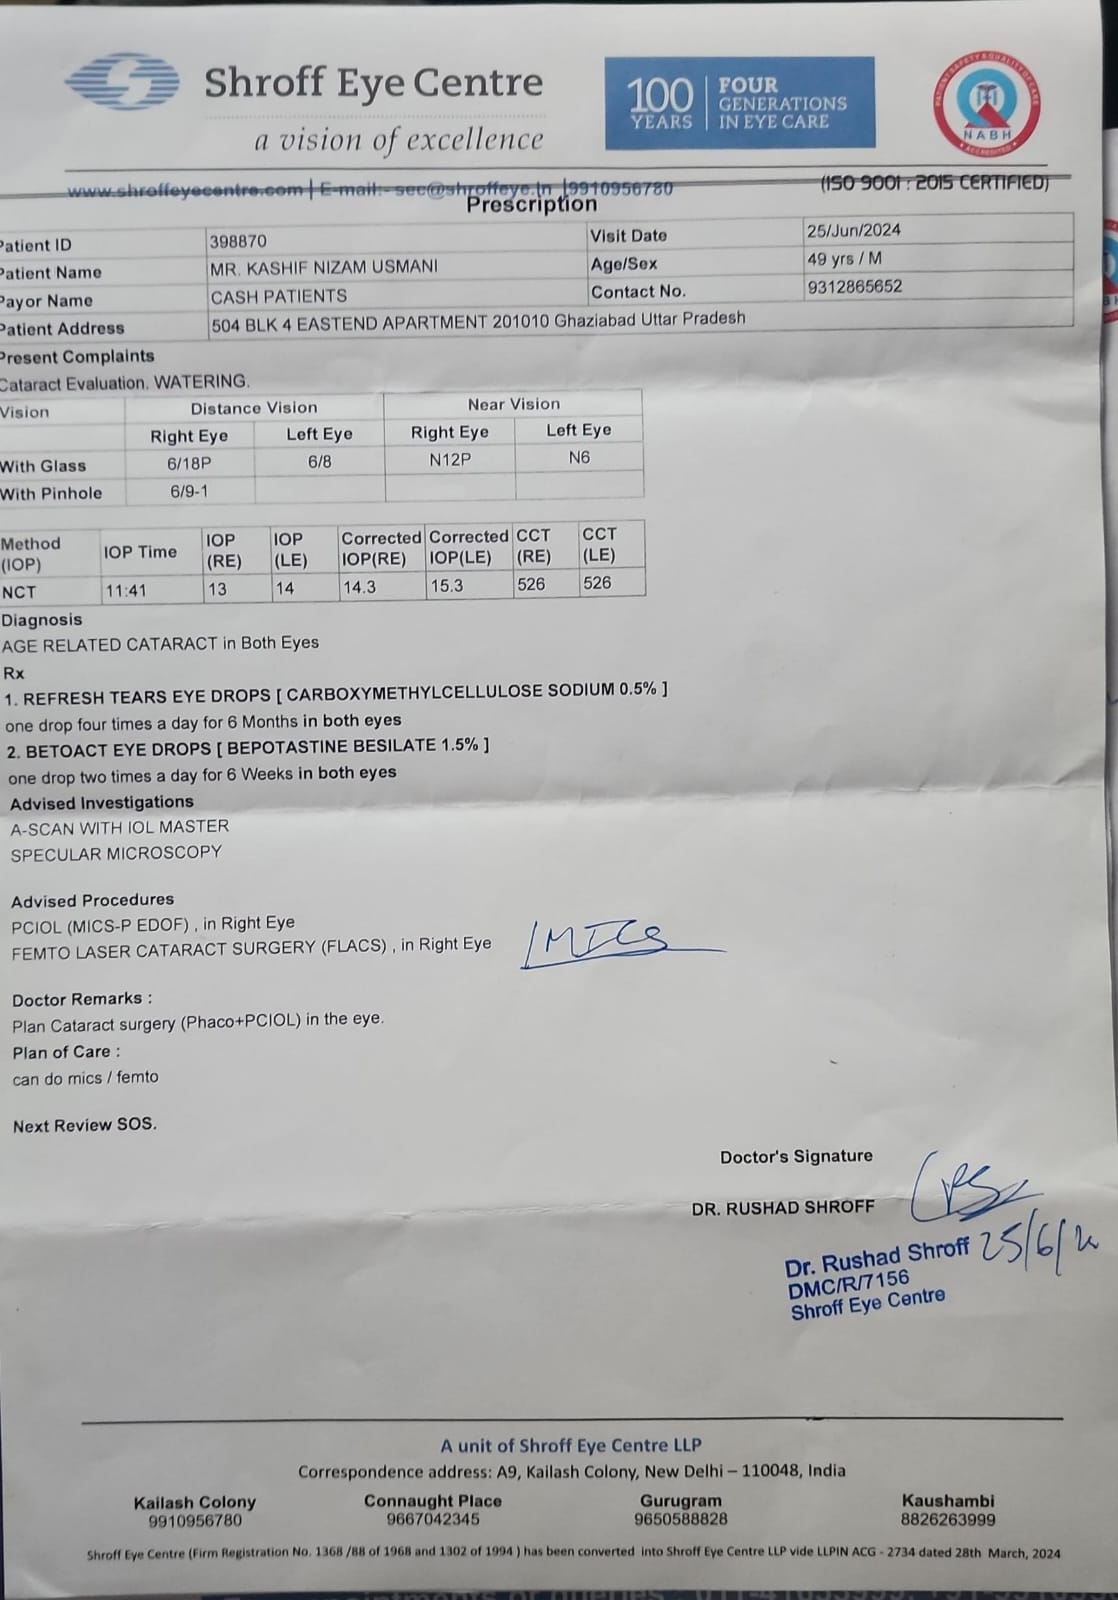 Shroff Eye Centre
a vision of excellence
100 YEARS
FOUR GENERATIONS IN EYE CARE
NABH
www.shroffeyecentre.com | E-mail:- sec@shroffeye.in |9910956780
(ISO 9001 : 2015 CERTIFIED)
Prescription
Patient ID 398870 Visit Date 25/Jun/2024
Patient Name MR. KASHIF NIZAM USMANI Age/Sex 49 yrs / M
Payor Name CASH PATIENTS Contact No. 9312865652
Patient Address 504 BLK 4 EASTEND APARTMENT 201010 Ghaziabad Uttar Pradesh
Present Complaints
Cataract Evaluation. WATERING.
Vision Distance Vision Near Vision
Right Eye Left Eye Right Eye Left Eye
With Glass 6/18P 6/8 N12P N6
With Pinhole 6/9-1
Method (IOP) IOP Time IOP (RE) IOP (LE) Corrected IOP(RE) Corrected IOP(LE) CCT (RE) CCT (LE)
NCT 11:41 13 14 14.3 15.3 526 526
Diagnosis
AGE RELATED CATARACT in Both Eyes
Rx
1. REFRESH TEARS EYE DROPS [ CARBOXYMETHYLCELLULOSE SODIUM 0.5% ]
one drop four times a day for 6 Months in both eyes
2. BETOACT EYE DROPS [ BEPOTASTINE BESILATE 1.5% ]
one drop two times a day for 6 Weeks in both eyes
Advised Investigations
A-SCAN WITH IOL MASTER
SPECULAR MICROSCOPY
Advised Procedures
PCIOL (MICS-P EDOF) , in Right Eye
FEMTO LASER CATARACT SURGERY (FLACS) , in Right Eye
MICS
Doctor Remarks :
Plan Cataract surgery (Phaco+PCIOL) in the eye.
Plan of Care :
can do mics / femto
Next Review SOS.
Doctor's Signature
DR. RUSHAD SHROFF
Dr. Rushad Shroff 25/6/
DMC/R/7156
Shroff Eye Centre
A unit of Shroff Eye Centre LLP
Correspondence address: A9, Kailash Colony, New Delhi – 110048, India
Kailash Colony Connaught Place Gurugram Kaushambi
9910956780 9667042345 9650588828 8826263999
Shroff Eye Centre (Firm Registration No. 1368 /88 of 1968 and 1302 of 1994 ) has been converted into Shroff Eye Centre LLP vide LLPIN ACG - 2734 dated 28th March, 2024